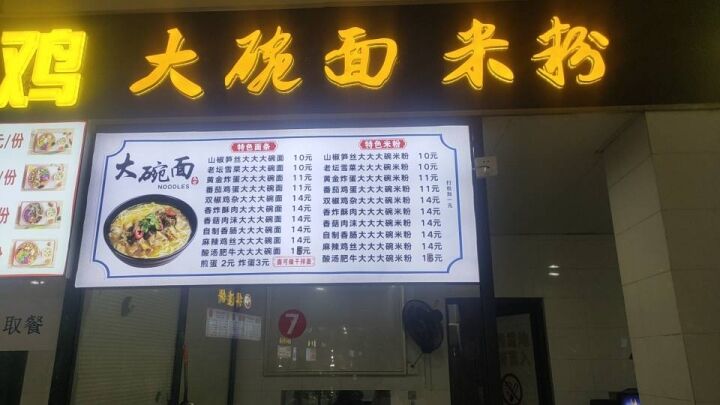 鸡
大碗面 米粉
元/份
份
份
份
大碗面
NOODLES
特色面条
山椒笋丝大大大碗面 10元
老坛雪菜大大大碗面 10元
黄金炸蛋大大大碗面 11元
番茄鸡蛋大大大碗面 11元
双椒鸡杂大大大碗面 14元
香炸酥肉大大大碗面 14元
香菇肉沫大大大碗面 14元
自制香肠大大大碗面 14元
麻辣鸡丝大大大碗面 14元
酸汤肥牛大大大碗面 元
煎蛋 2元 炸蛋3元
特色米粉
山椒笋丝大大大碗米粉 10元
老坛雪菜大大大碗米粉 10元
黄金炸蛋大大大碗米粉 11元
番茄鸡蛋大大大碗米粉 11元
双椒鸡杂大大大碗米粉 14元
香炸酥肉大大大碗米粉 14元
香菇肉沫大大大碗米粉 14元
自制香肠大大大碗米粉 14元
麻辣鸡丝大大大碗米粉 14元
酸汤肥牛大大大碗米粉 元
打包加一元
取餐
7